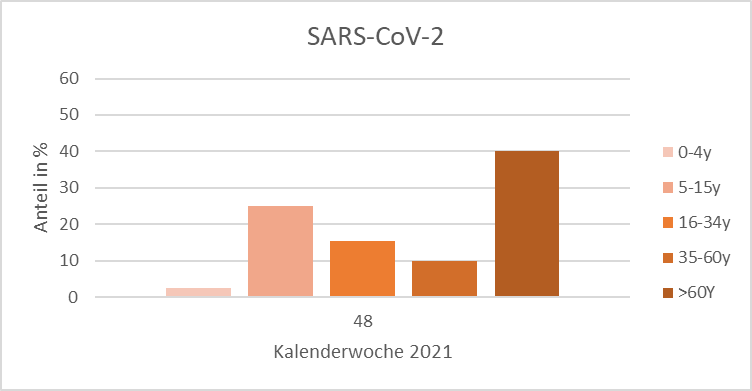 SARS-CoV-2
Anteil in %
60
50
40
30
20
10
0
48
Kalenderwoche 2021
0-4y
5-15y
16-34y
35-60y
>60Y